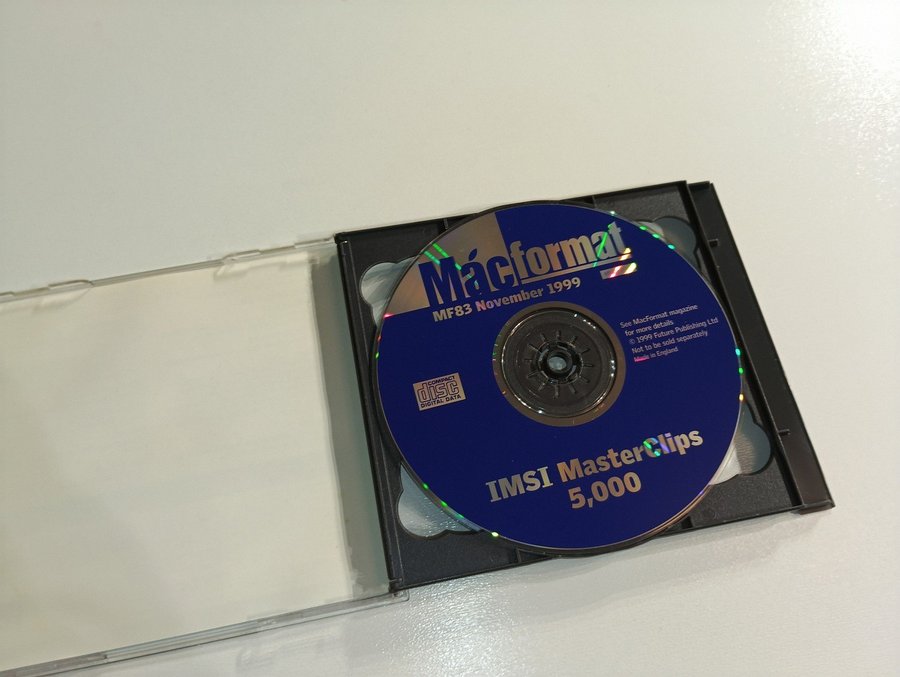 Macformat
MF83 November 1999
See MacFormat magazine
for more details
© 1999 Future Publishing Ltd
Not to be sold separately
Made in England
COMPACT
disc
DIGITAL DATA
IMSI MasterClips
5,000